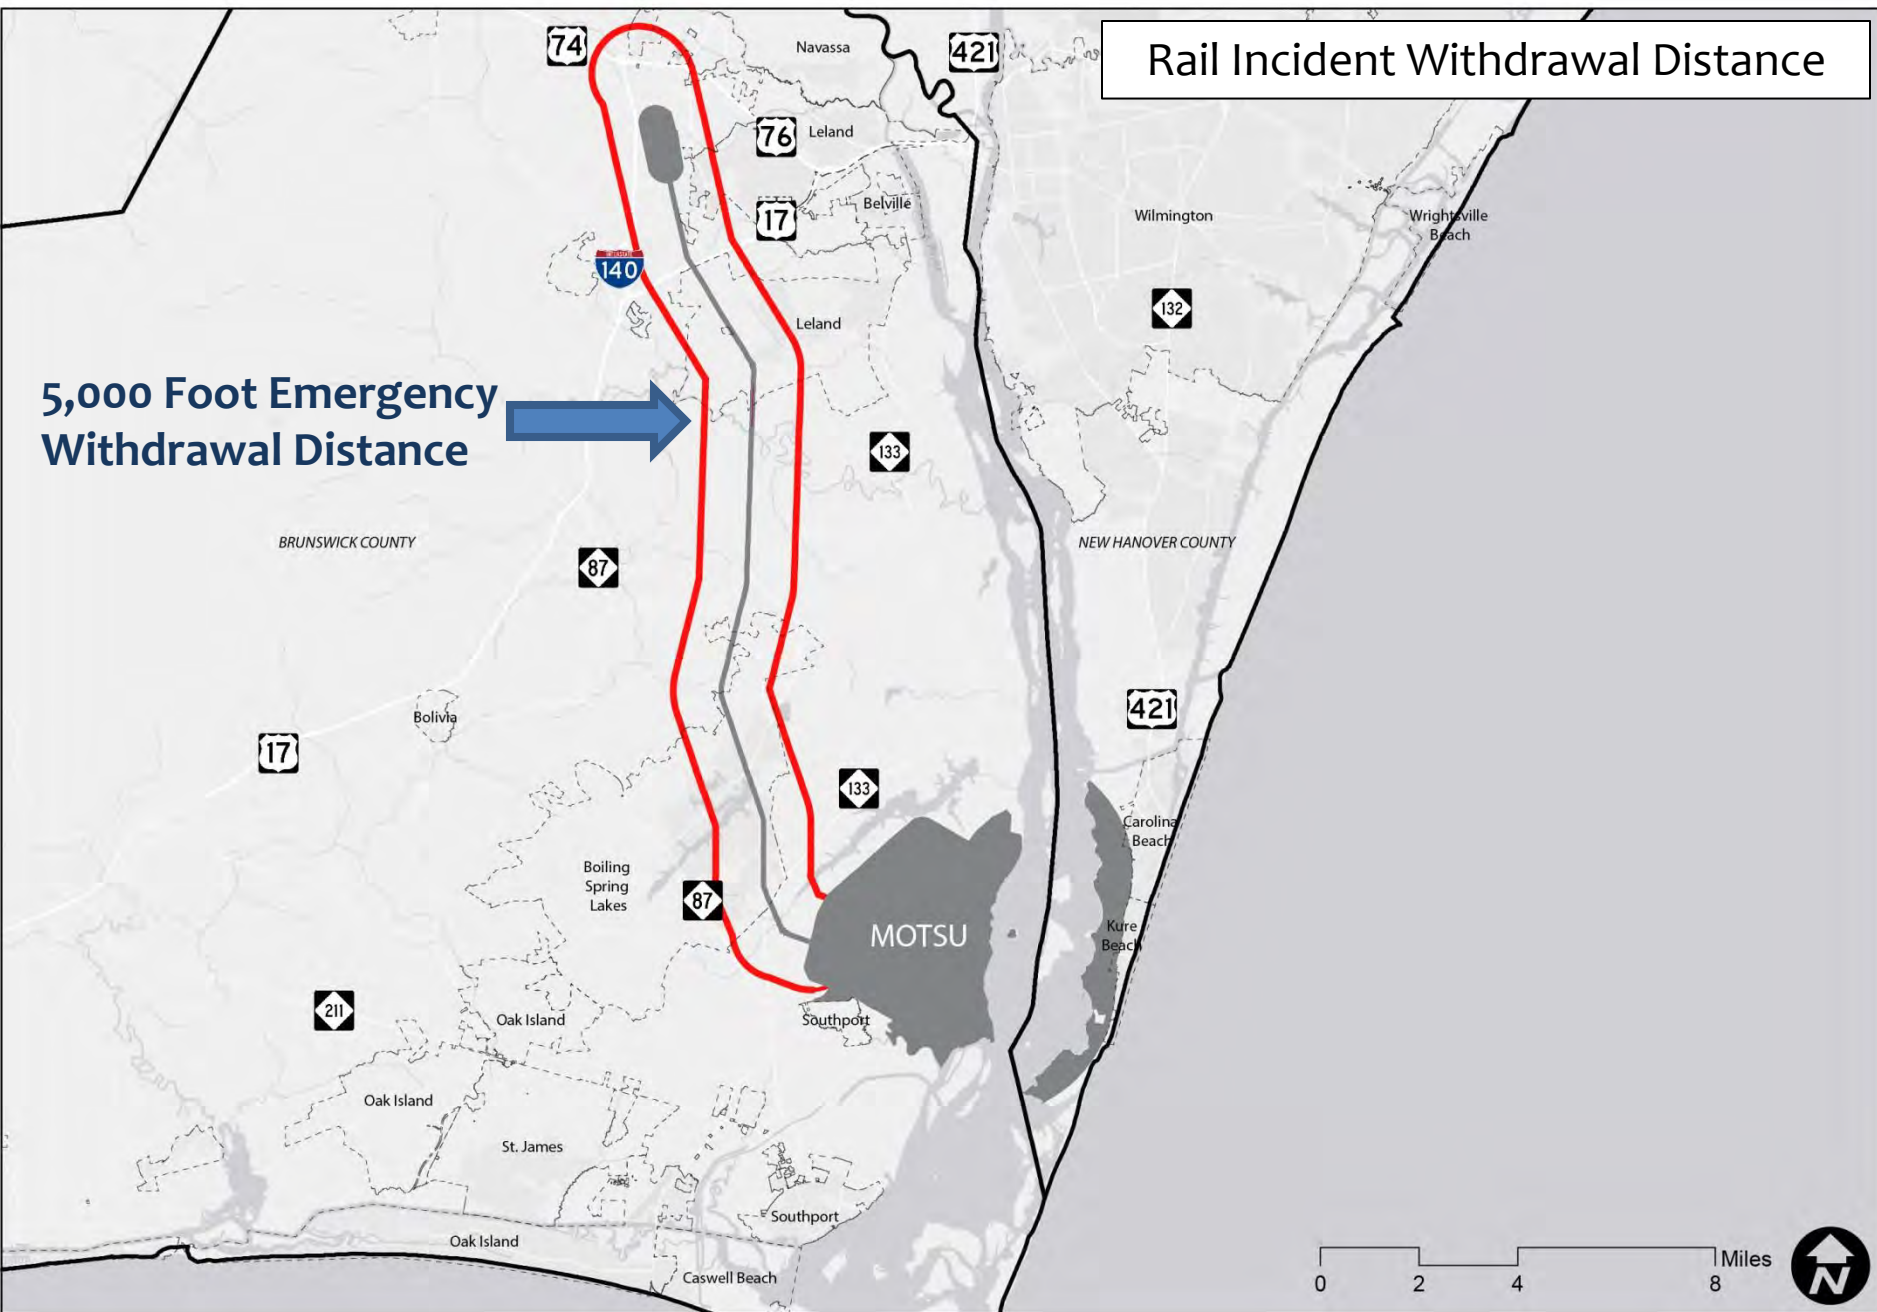 Rail Incident Withdrawal Distance
74
Navassa
421
76
Leland
17
Belville
Wilmington
Wrightsville
Beach
140
132
Leland
5,000 Foot Emergency
Withdrawal Distance
133
BRUNSWICK COUNTY
NEW HANOVER COUNTY
87
Bolivia
421
17
133
Carolina
Beach
Boiling
Spring
Lakes
87
MOTSU
Kure
Beach
211
Oak Island
Southport
Oak Island
St. James
Southport
Oak Island
Caswell Beach
Miles
0 2 4 8
N